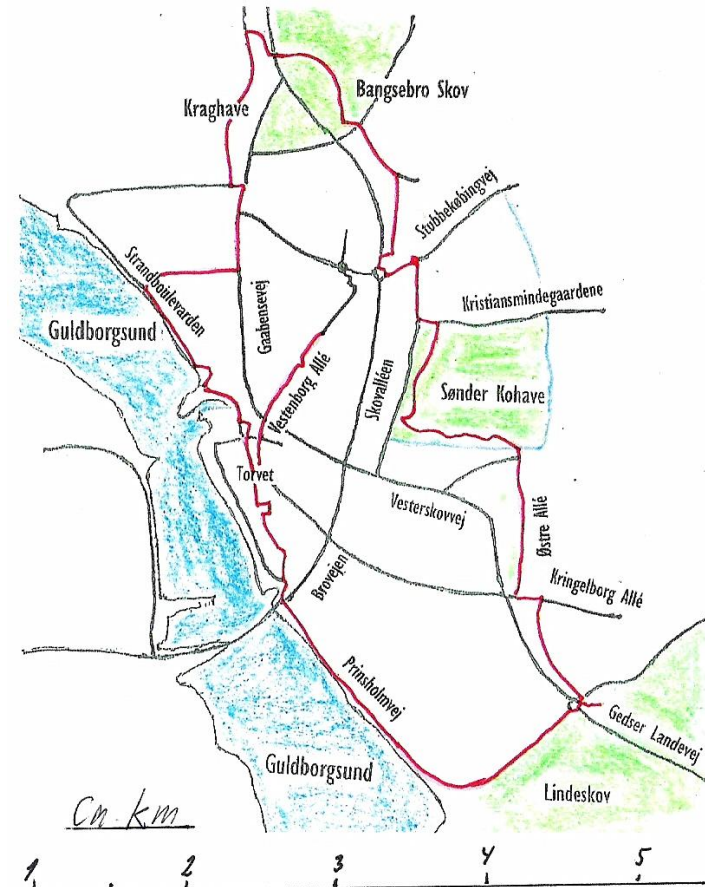 Bangsebro Skov
Kraghave
Stubbekøbingvej
Strandboulevarden
Kristiansmindegaardene
Guldborgsund
Gaabensevej
Vestenborg Allé
Skovalléen
Sønder Kohave
Torvet
Vesterskovvej
Østre Allé
Brovejen
Kringelborg Allé
Prinsholmvej
Gedser Landevej
Guldborgsund
Lindeskov
Ca. km
1 2 3 4 5